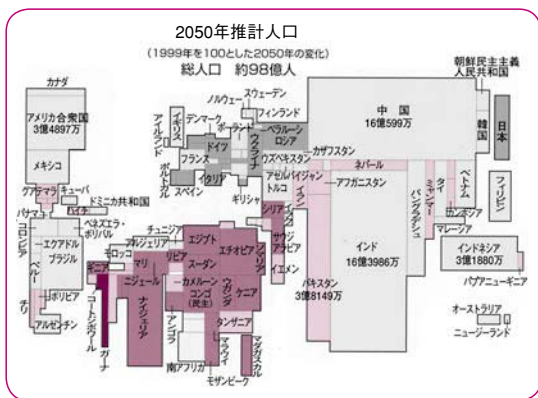 2050年推計人口
(1999年を100とした2050年の変化)
総人口 約98億人
カナダ
アメリカ合衆国
3億4897万
メキシコ
グアテマラ
キューバ
ハイチ
ドミニカ共和国
パナマ
コロンビア
ベネズエラ・
ボリバル
エクアドル
ブラジル
ペルー
ボリビア
チリ
アルゼンチン
アイルランド
イギリス
ノルウェー
スウェーデン
フィンランド
デンマーク
ポーランド
ドイツ
フランス
ポルトガル
スペイン
イタリア
ギリシャ
ベラルーシ
ロシア
ウクライナ
ウズベキスタン
カザフスタン
アゼルバイジャン
トルコ
アフガニスタン
ネパール
シリア
イラク
イラン
サウジ
アラビア
イエメン
チュニジア
アルジェリア
モロッコ
リビア
エジプト
エチオピア
ソマリア
スーダン
ギニア
マリ
ニジェール
ナイジェリア
カメルーン
コンゴ
(民主)
ウガンダ
ケニア
タンザニア
アンゴラ
コートジボワール
ガーナ
南アフリカ
マラウイ
モザンビーク
マダガスカル
中 国
16億599万
朝鮮民主主義
人民共和国
韓国
日本
インド
16億3986万
パキスタン
3億8149万
バングラデシュ
ミャンマー
タイ
ベトナム
カンボジア
マレーシア
フィリピン
インドネシア
3億1880万
パプアニューギニア
オーストラリア
ニュージーランド